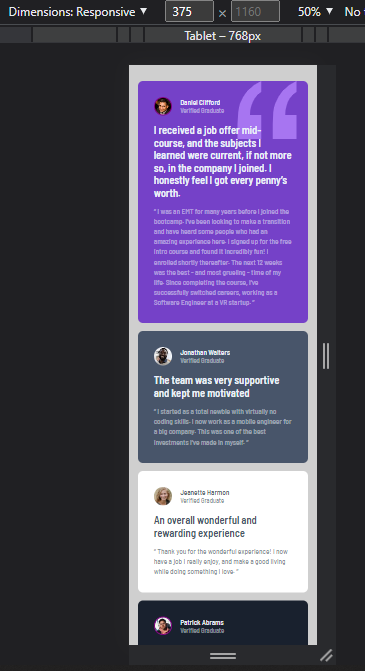 Dimensions: Responsive ▼ 375 × 1160 50% ▼ No
Tablet – 768px
Daniel Clifford
Verified Graduate
I received a job offer mid-
course, and the subjects I
learned were current, if not more
so, in the company I joined. I
honestly feel I got every penny's
worth.
" I was an EMT for many years before I joined the
bootcamp. I've been looking to make a transition
and have heard some people who had an
amazing experience here. I signed up for the free
intro course and found it incredibly fun! I
enrolled shortly thereafter. The next 12 weeks
was the best - and most grueling - time of my
life. Since completing the course, I've
successfully switched careers, working as a
Software Engineer at a VR startup. "
Jonathan Walters
Verified Graduate
The team was very supportive
and kept me motivated
" I started as a total newbie with virtually no
coding skills. I now work as a mobile engineer for
a big company. This was one of the best
investments I've made in myself. "
Jeanette Harmon
Verified Graduate
An overall wonderful and
rewarding experience
" Thank you for the wonderful experience! I now
have a job I really enjoy, and make a good living
while doing something I love. "
Patrick Abrams
Verified Graduate